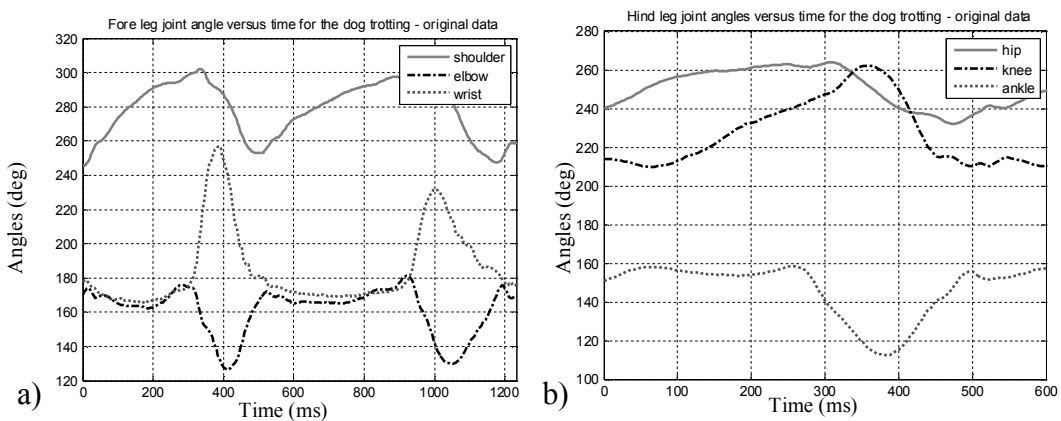 Fore leg joint angle versus time for the dog trotting - original data
320
300
280
260
240
220
200
180
160
140
120
Angles (deg)
shoulder
elbow
wrist
0
200
400
600
800
1000
1200
Time (ms)
a)
Hind leg joint angles versus time for the dog trotting - original data
280
260
240
220
200
180
160
140
120
100
Angles (deg)
hip
knee
ankle
0
100
200
300
400
500
600
Time (ms)
b)